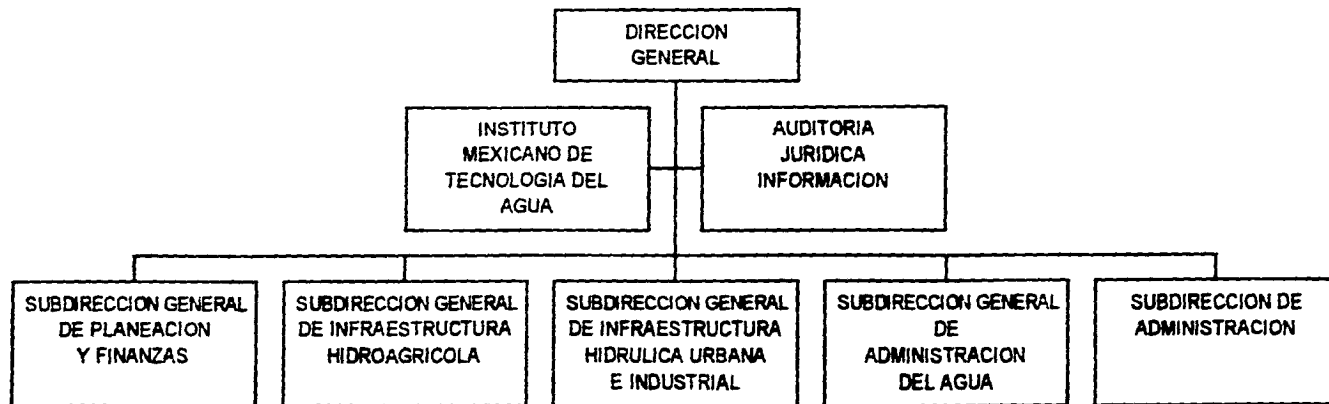 DIRECCION
GENERAL
INSTITUTO
MEXICANO DE
TECNOLOGIA DEL
AGUA
AUDITORIA
JURIDICA
INFORMACION
SUBDIRECCION GENERAL
DE PLANEACION
Y FINANZAS
SUBDIRECCION GENERAL
DE INFRAESTRUCTURA
HIDROAGRICOLA
SUBDIRECCION GENERAL
DE INFRAESTRUCTURA
HIDRULICA URBANA
E INDUSTRIAL
SUBDIRECCION GENERAL
DE
ADMINISTRACION
DEL AGUA
SUBDIRECCION DE
ADMINISTRACION